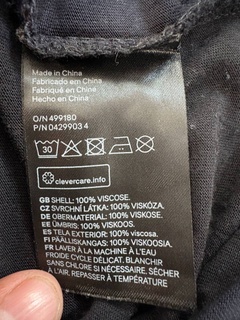 Made in China
Fabricado en China
Fabriqué en Chine
Hecho en China
O/N 499180
P/N 0429903 4
30
clevercare.info
GB SHELL: 100% VISCOSE.
CZ SVRCHNÍ LÁTKA: 100% VISKÓZA.
DE OBERMATERIAL: 100% VISKOSE.
EE ÜMBRIS: 100% VISKOOS.
ES TELA EXTERIOR: 100% viscosa.
FI PÄÄLLISKANGAS: 100% VISKOOSIA.
FR LAVER À LA MACHINE À L'EAU
FROIDE CYCLE DÉLICAT. BLANCHIR
SANS CHLORE SI NÉCESSAIRE. SÉCHER
À L'AIR. REPASSER À TEMPÉRATURE